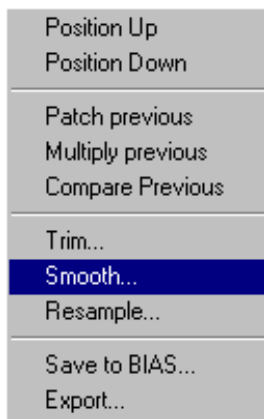 Position Up
Position Down
Patch previous
Multiply previous
Compare Previous
Trim...
Smooth...
Resample...
Save to BIAS...
Export...